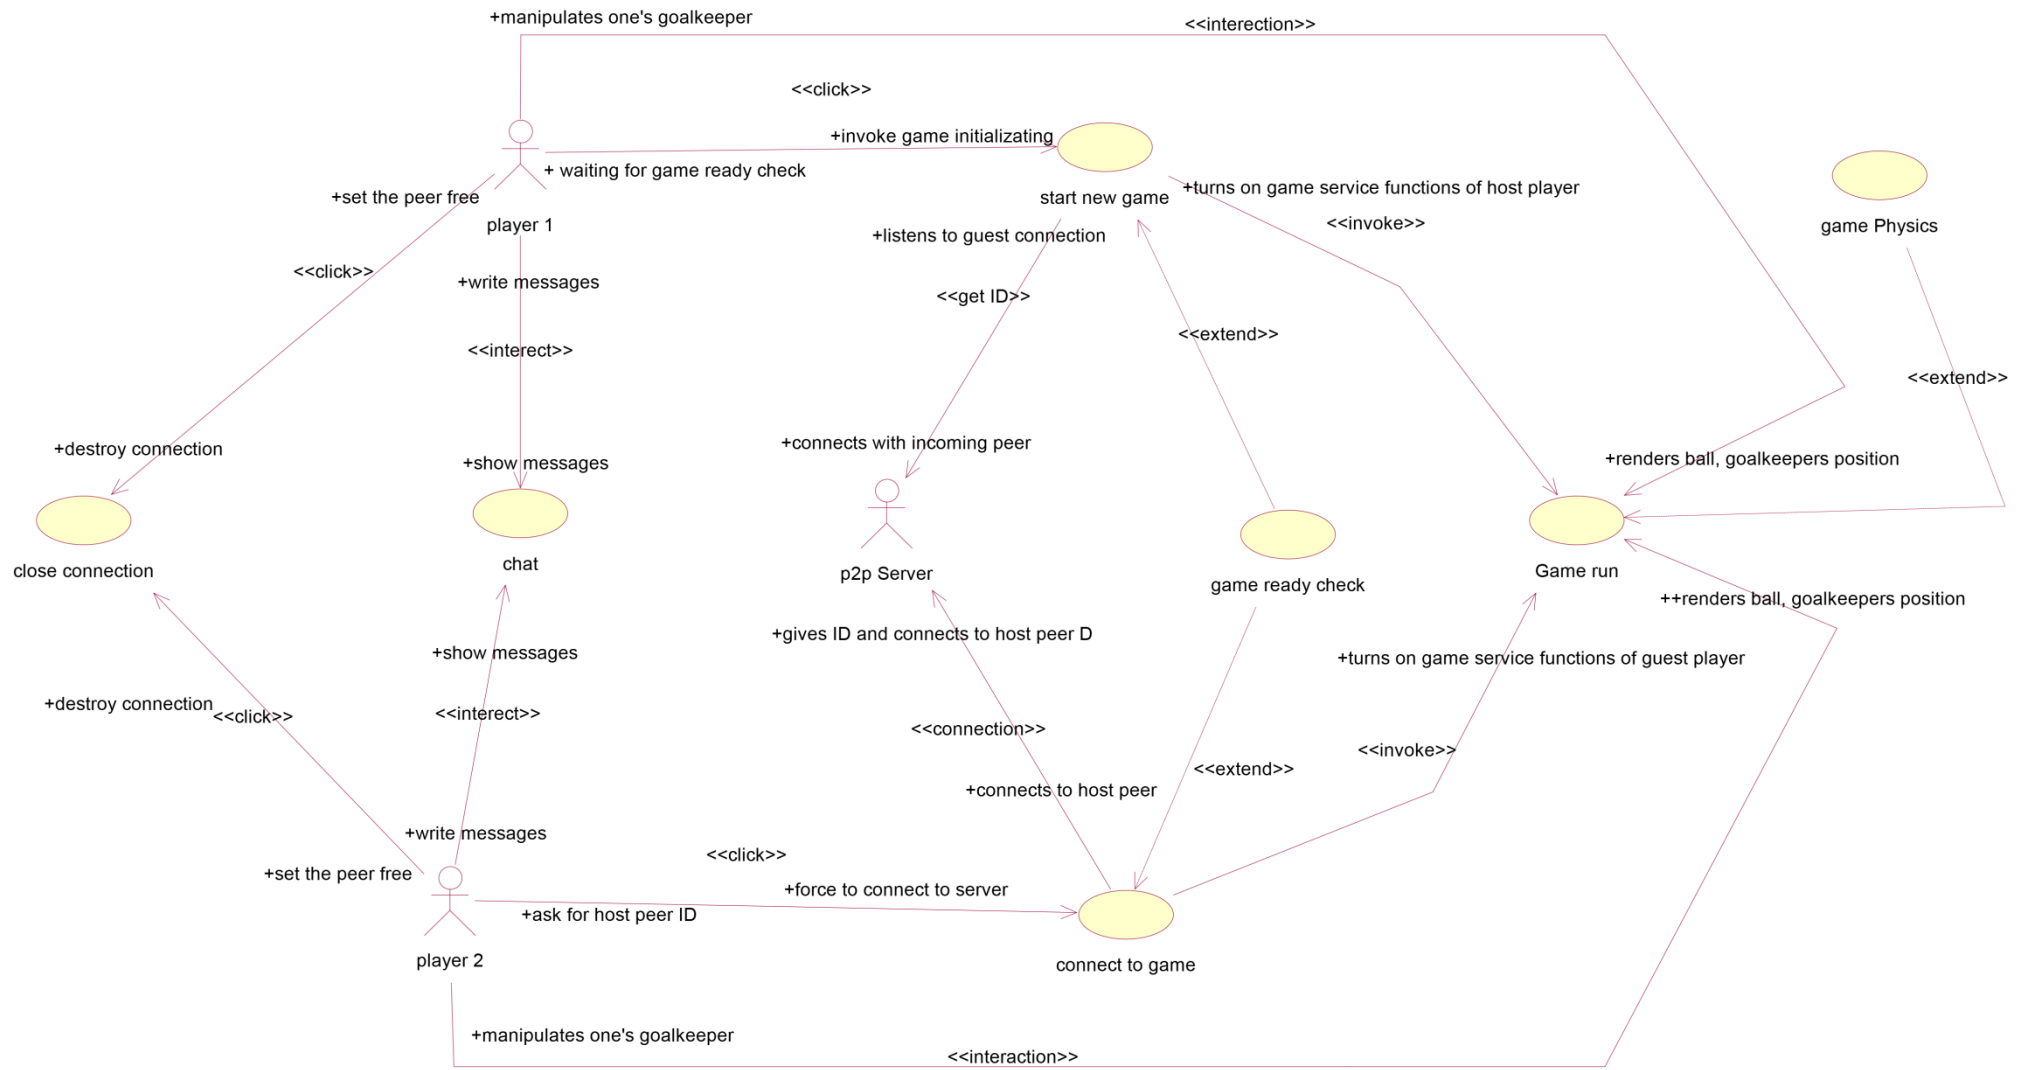 +manipulates one's goalkeeper
<<interection>>
<<click>>
+invoke game initializating
+ waiting for game ready check
+set the peer free
player 1
start new game
+turns on game service functions of host player
<<invoke>>
game Physics
+listens to guest connection
<<click>>
+write messages
<<get ID>>
<<extend>>
<<interect>>
<<extend>>
+destroy connection
+show messages
+connects with incoming peer
+renders ball, goalkeepers position
close connection
chat
p2p Server
game ready check
Game run
++renders ball, goalkeepers position
+gives ID and connects to host peer D
+show messages
+turns on game service functions of guest player
+destroy connection
<<click>>
<<interect>>
<<connection>>
<<invoke>>
<<extend>>
+connects to host peer
+write messages
<<click>>
+set the peer free
+force to connect to server
+ask for host peer ID
player 2
connect to game
+manipulates one's goalkeeper
<<interaction>>